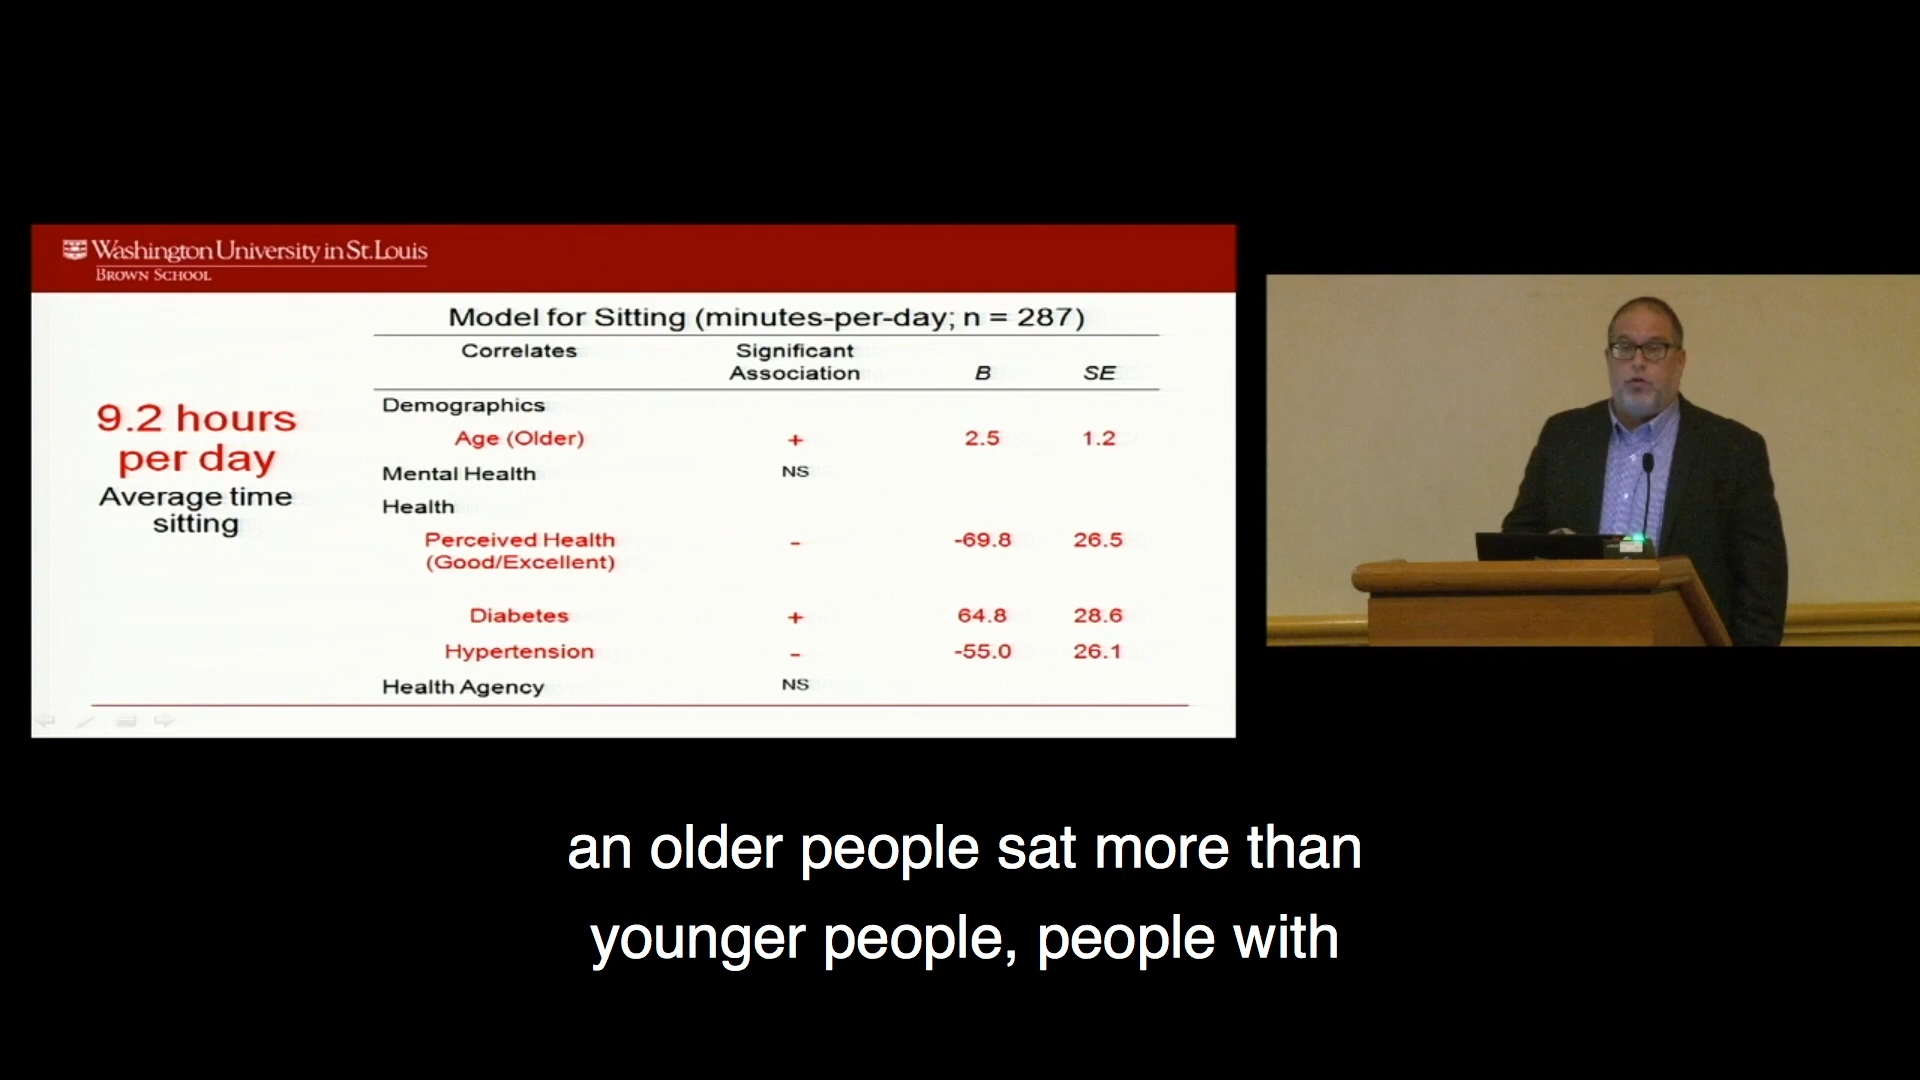 Washington University in St. Louis
BROWN SCHOOL
Model for Sitting (minutes-per-day; n = 287)
Correlates Significant Association B SE
9.2 hours
per day
Average time
sitting
Demographics
Age (Older) + 2.5 1.2
Mental Health NS
Health
Perceived Health (Good/Excellent) - -69.8 26.5
Diabetes + 64.8 28.6
Hypertension - -55.0 26.1
Health Agency NS
an older people sat more than
younger people, people with